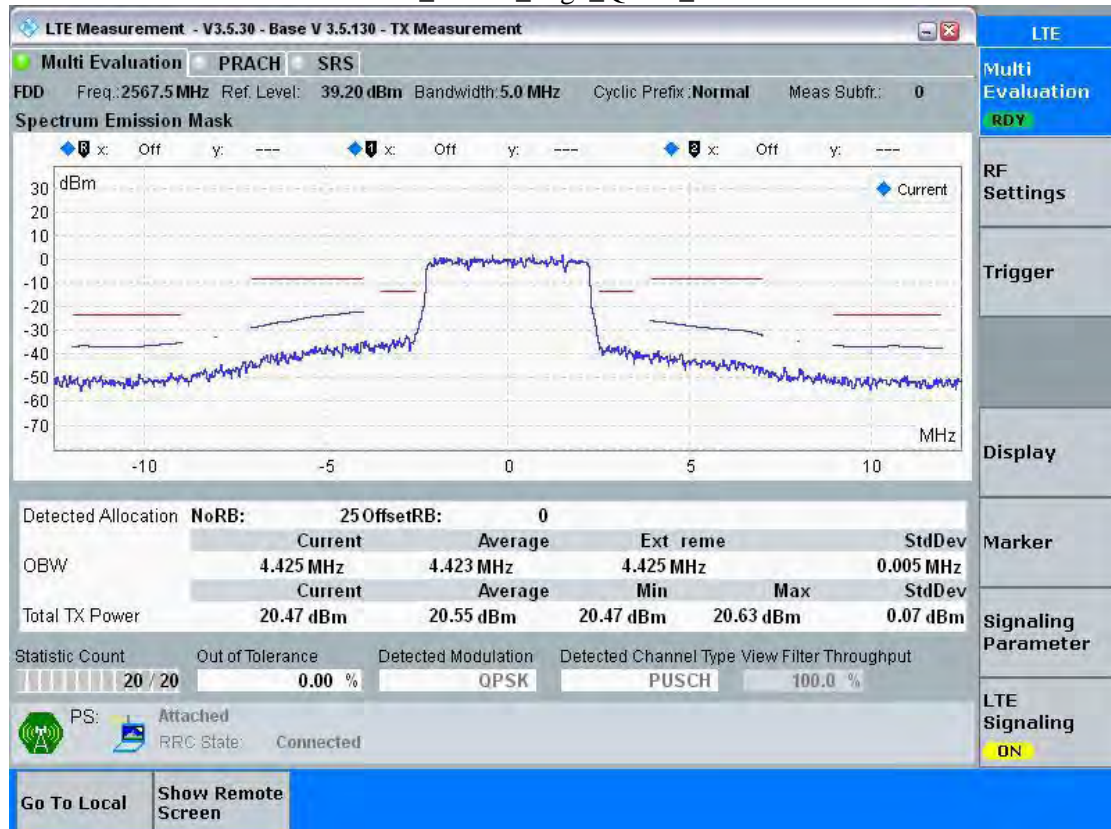 LTE Measurement - V3.5.30 - Base V 3.5.130 - TX Measurement
LTE
Multi Evaluation PRACH SRS
Multi Evaluation
RDY
FDD Freq.:2567.5 MHz Ref. Level: 39.20 dBm Bandwidth:5.0 MHz Cyclic Prefix :Normal Meas Subfr.: 0
Spectrum Emission Mask
R x: Off y: --- 1 x: Off y: --- 2 x: Off y: ---
dBm
Current
30
20
10
0
-10
-20
-30
-40
-50
-60
-70
MHz
-10 -5 0 5 10
RF Settings
Trigger
Display
Marker
Signaling Parameter
LTE Signaling
ON
Detected Allocation NoRB: 25 OffsetRB: 0
Current Average Ext reme StdDev
OBW 4.425 MHz 4.423 MHz 4.425 MHz 0.005 MHz
Current Average Min Max StdDev
Total TX Power 20.47 dBm 20.55 dBm 20.47 dBm 20.63 dBm 0.07 dBm
Statistic Count Out of Tolerance Detected Modulation Detected Channel Type View Filter Throughput
20 / 20 0.00 % QPSK PUSCH 100.0 %
PS: Attached
RRC State: Connected
Go To Local
Show Remote Screen